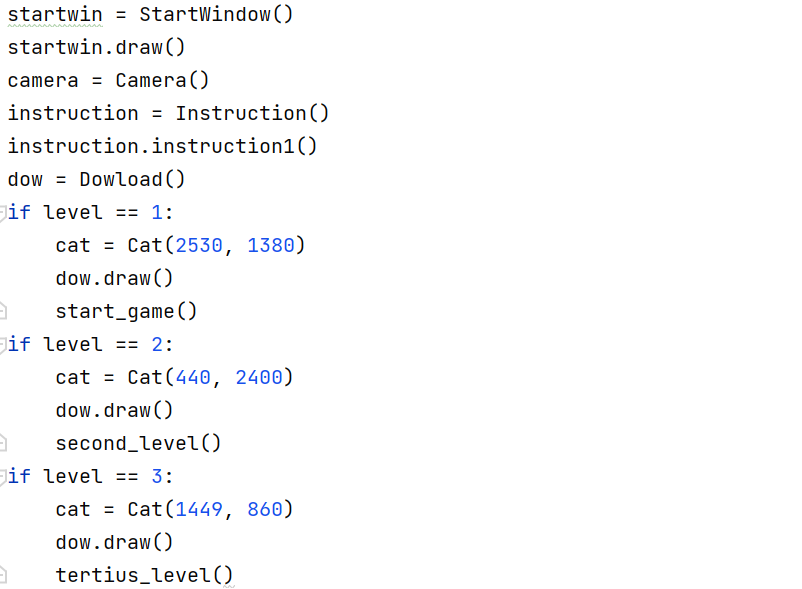 startwin = StartWindow()
startwin.draw()
camera = Camera()
instruction = Instruction()
instruction.instruction1()
dow = Dowload()
if level == 1:
    cat = Cat(2530, 1380)
    dow.draw()
    start_game()
if level == 2:
    cat = Cat(440, 2400)
    dow.draw()
    second_level()
if level == 3:
    cat = Cat(1449, 860)
    dow.draw()
    tertius_level()